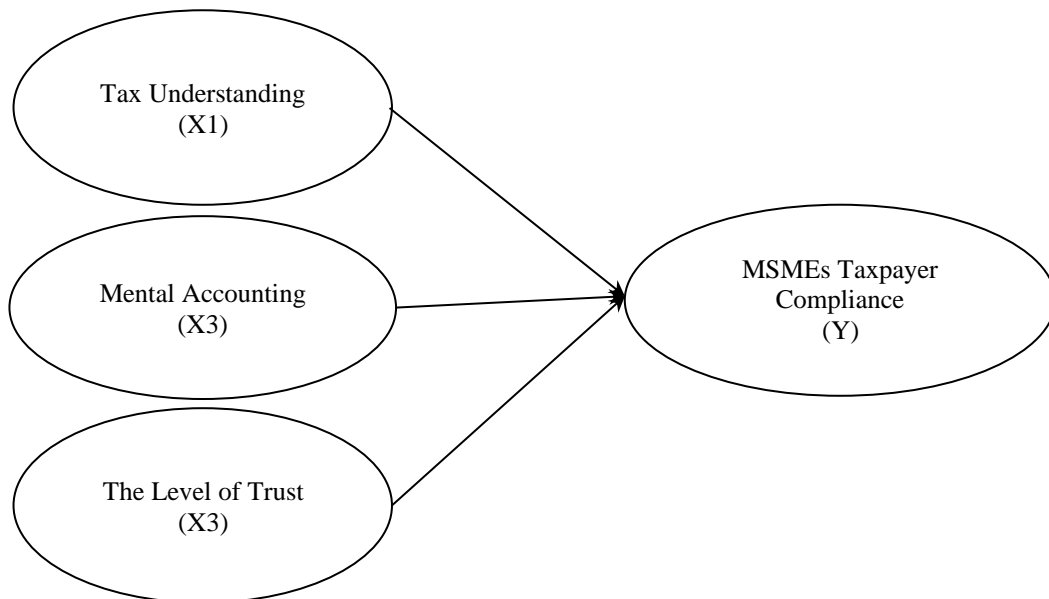 Tax Understanding
(X1)
Mental Accounting
(X3)
The Level of Trust
(X3)
MSMEs Taxpayer
Compliance
(Y)